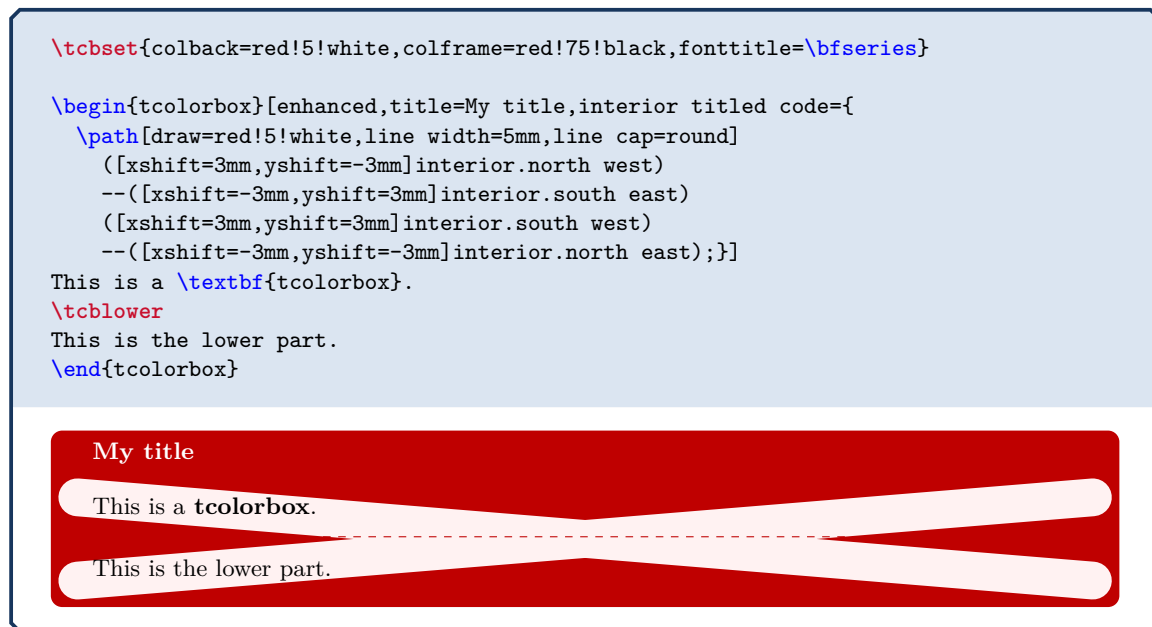 \tcbset{colback=red!5!white,colframe=red!75!black,fonttitle=\bfseries}

\begin{tcolorbox}[enhanced,title=My title,interior titled code={
  \path[draw=red!5!white,line width=5mm,line cap=round]
    ([xshift=3mm,yshift=-3mm]interior.north west)
    --([xshift=-3mm,yshift=3mm]interior.south east)
    ([xshift=3mm,yshift=3mm]interior.south west)
    --([xshift=-3mm,yshift=-3mm]interior.north east);}]
This is a \textbf{tcolorbox}.
\tcblower
This is the lower part.
\end{tcolorbox}
My title
This is a tcolorbox.
This is the lower part.